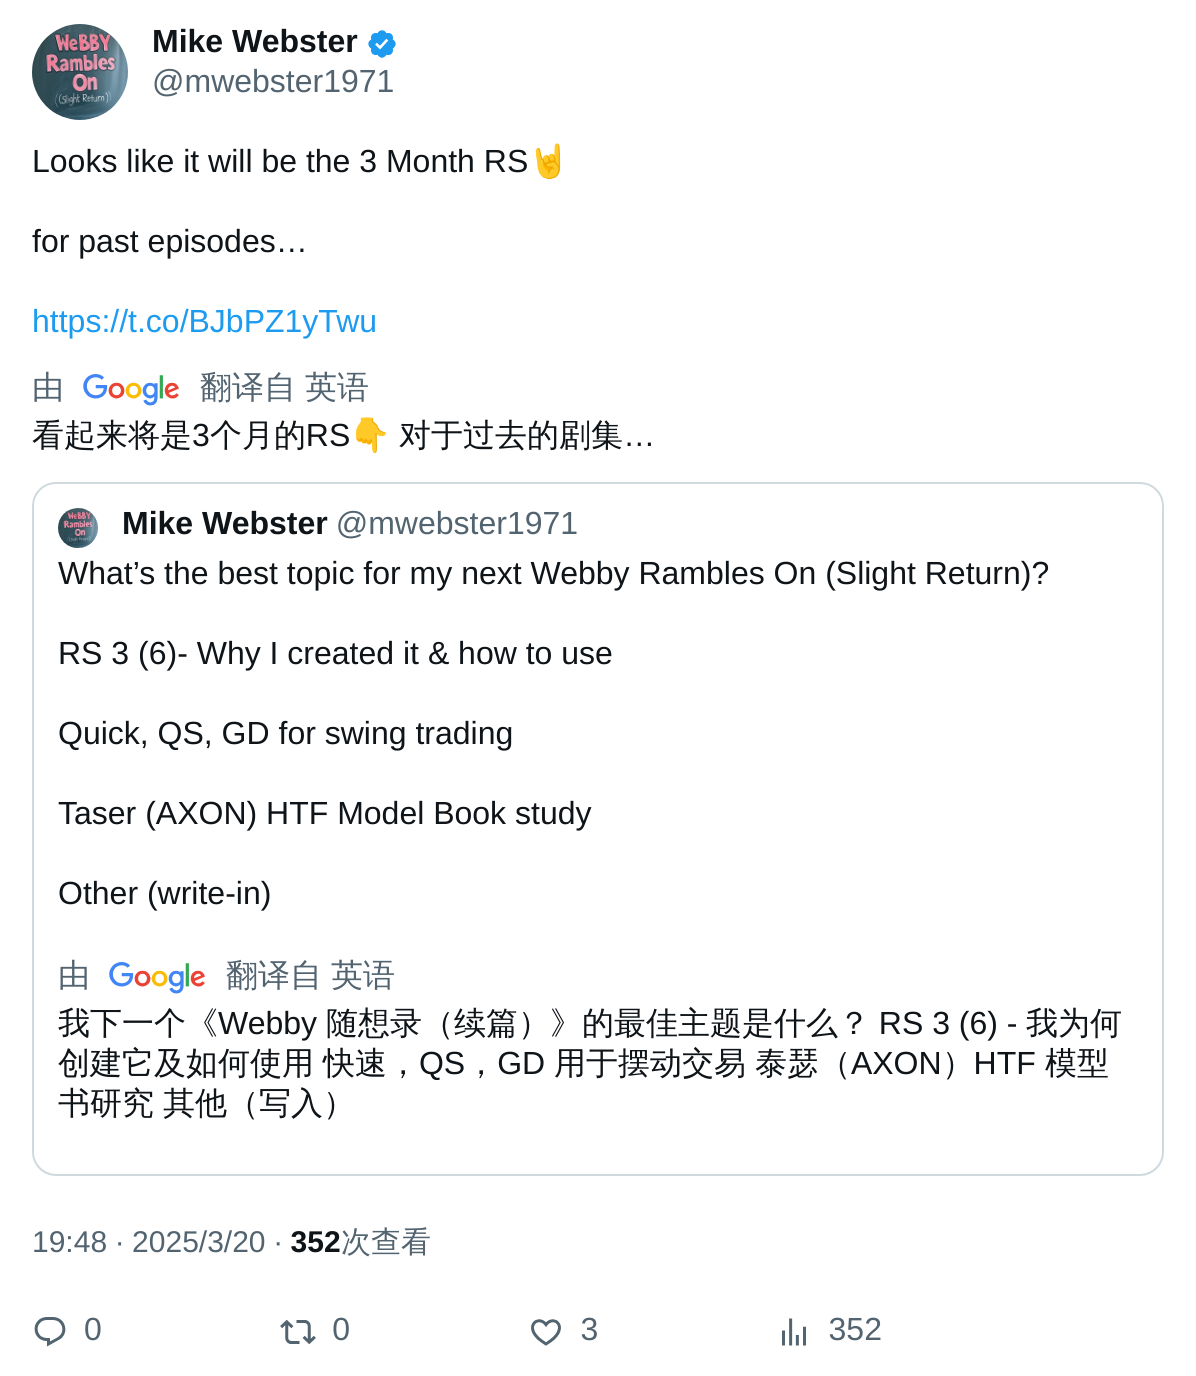 WeBBY
Rambles
On
((Slight Return))
Mike Webster
@mwebster1971
Looks like it will be the 3 Month RS🤘
for past episodes…
https://t.co/BJbPZ1yTwu
由 Google 翻译自 英语
看起来将是3个月的RS👇 对于过去的剧集…
WeBBY
Rambles
On
Mike Webster @mwebster1971
What’s the best topic for my next Webby Rambles On (Slight Return)?
RS 3 (6)- Why I created it & how to use
Quick, QS, GD for swing trading
Taser (AXON) HTF Model Book study
Other (write-in)
由 Google 翻译自 英语
我下一个《Webby 随想录（续篇）》的最佳主题是什么？ RS 3 (6) - 我为何
创建它及如何使用 快速，QS，GD 用于摆动交易 泰瑟（AXON）HTF 模型
书研究 其他（写入）
19:48 · 2025/3/20 · 352次查看
0 0 3 352